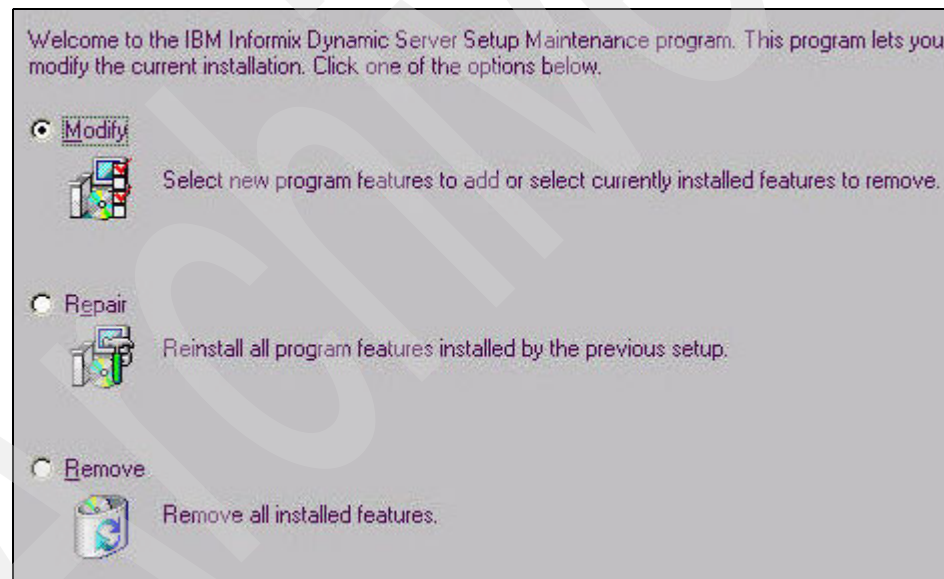 Welcome to the IBM Informix Dynamic Server Setup Maintenance program. This program lets you
modify the current installation. Click one of the options below.
Modify
Select new program features to add or select currently installed features to remove.
Repair
Reinstall all program features installed by the previous setup.
Remove
Remove all installed features.